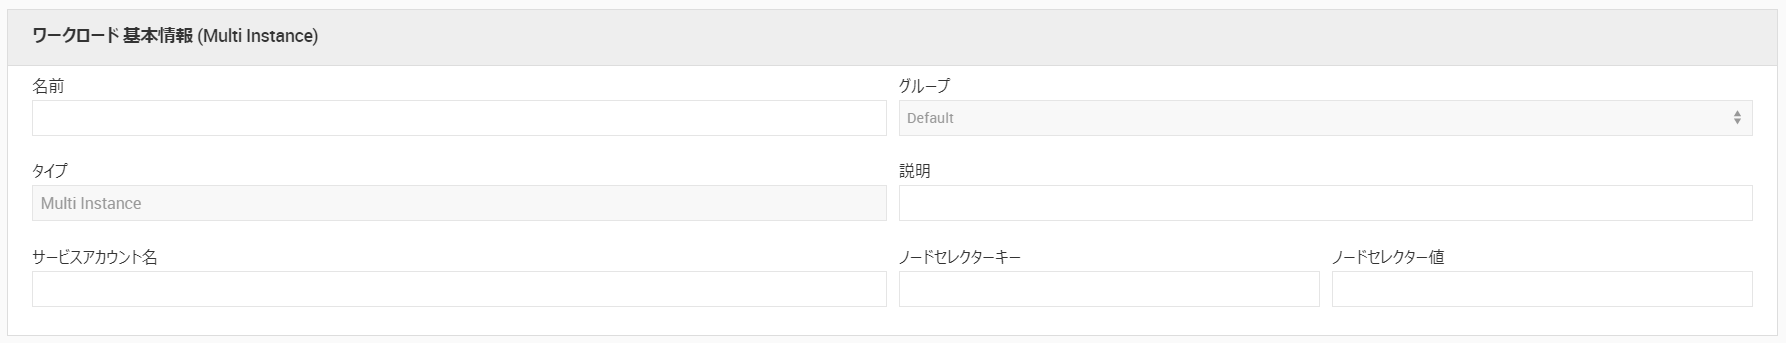 ワークロード 基本情報 (Multi Instance)
名前
グループ
Default
タイプ
説明
Multi Instance
サービスアカウント名
ノードセレクターキー
ノードセレクター値